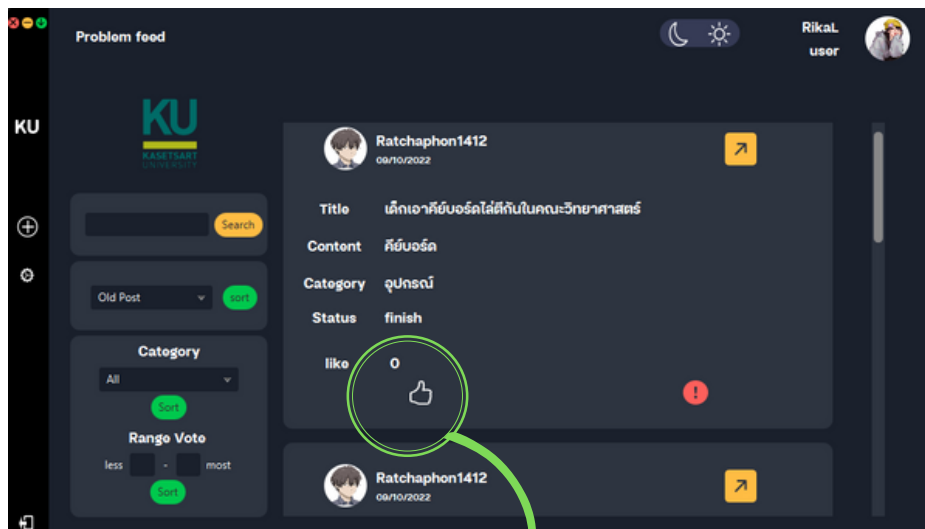 Problem feed
RikaL
user
KU
KU
KASETSART
UNIVERSITY
Search
Old Post
sort
Category
All
Sort
Range Vote
less - most
Sort
Ratchaphon1412
09/10/2022
Title เด็กเอาคีย์บอร์ดไล่ตีกันในคณะวิทยาศาสตร์
Content คีย์บอร์ด
Category อุปกรณ์
Status finish
like 0
Ratchaphon1412
09/10/2022